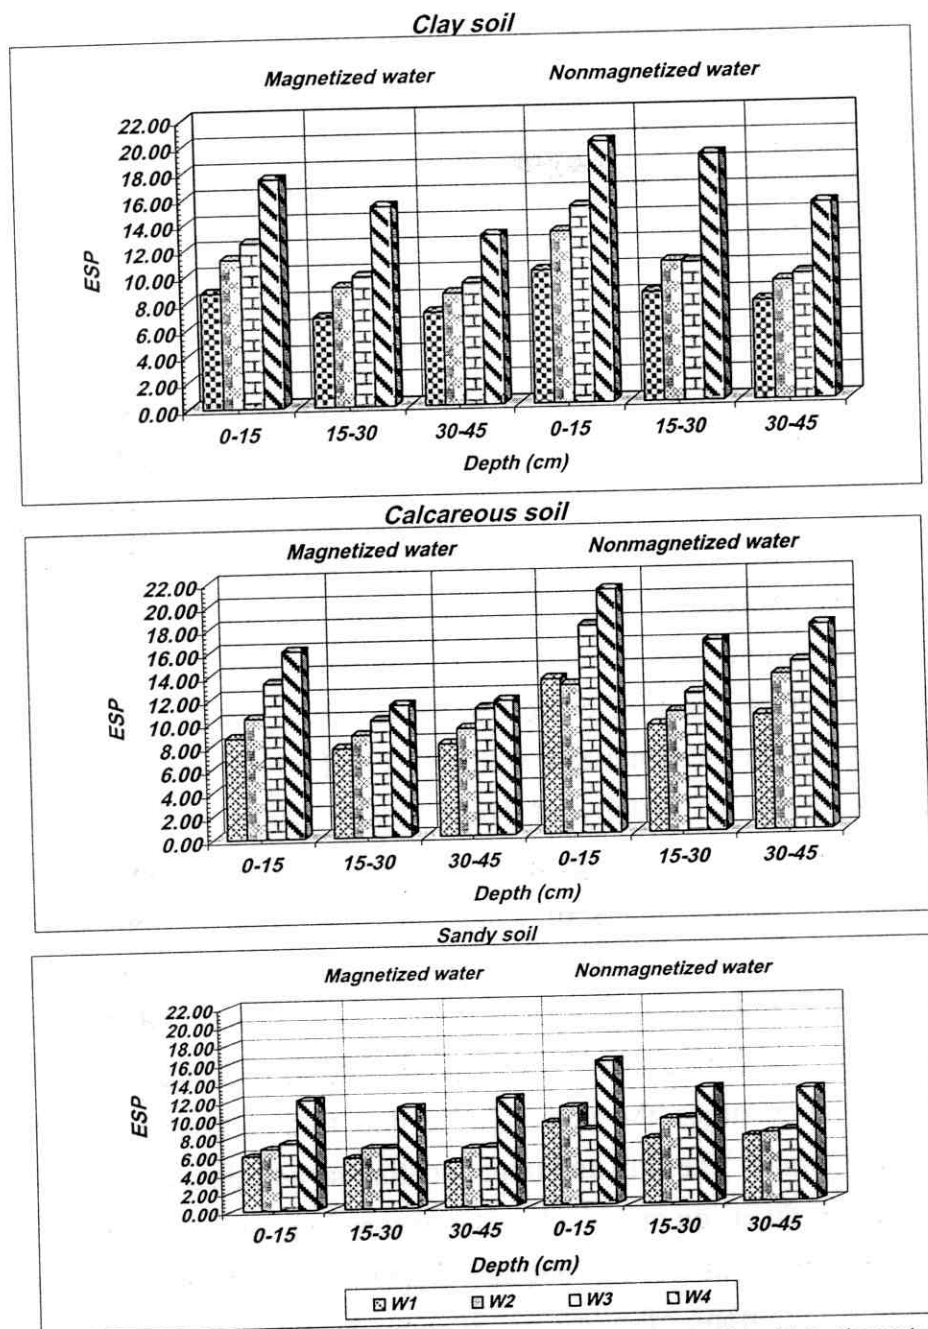 Clay soil
Magnetized water Nonmagnetized water
22.00
20.00
18.00
16.00
14.00
12.00
10.00
8.00
6.00
4.00
2.00
0.00
ESP
0-15 15-30 30-45 0-15 15-30 30-45
Depth (cm)
Calcareous soil
Magnetized water Nonmagnetized water
22.00
20.00
18.00
16.00
14.00
12.00
10.00
8.00
6.00
4.00
2.00
0.00
ESP
0-15 15-30 30-45 0-15 15-30 30-45
Depth (cm)
Sandy soil
Magnetized water Nonmagnetized water
22.00
20.00
18.00
16.00
14.00
12.00
10.00
8.00
6.00
4.00
2.00
0.00
ESP
0-15 15-30 30-45 0-15 15-30 30-45
Depth (cm)
W1 W2 W3 W4